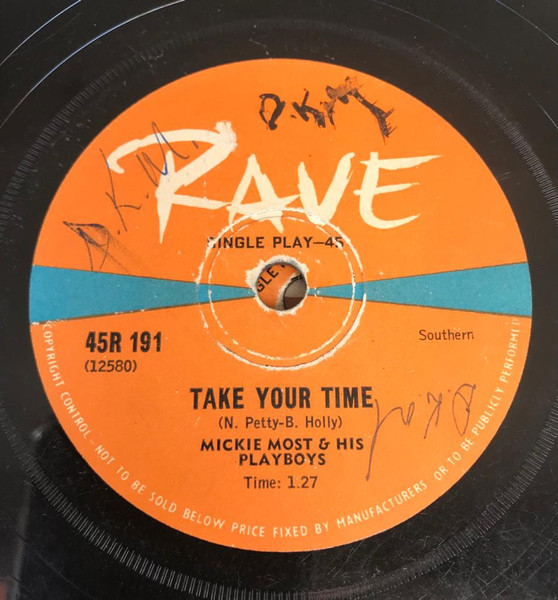 D.K.M.
D.K.M.
RAVE
SINGLE PLAY—45
45R 191
(12580)
Southern
TAKE YOUR TIME
(N. Petty-B. Holly)
MICKIE MOST & HIS
PLAYBOYS
Time: 1.27
COPYRIGHT CONTROL - NOT TO BE SOLD BELOW PRICE FIXED BY MANUFACTURERS OR TO BE PUBLICLY PERFORM